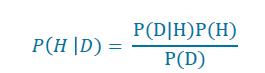 P(H |D) = P(D|H)P(H) / P(D)